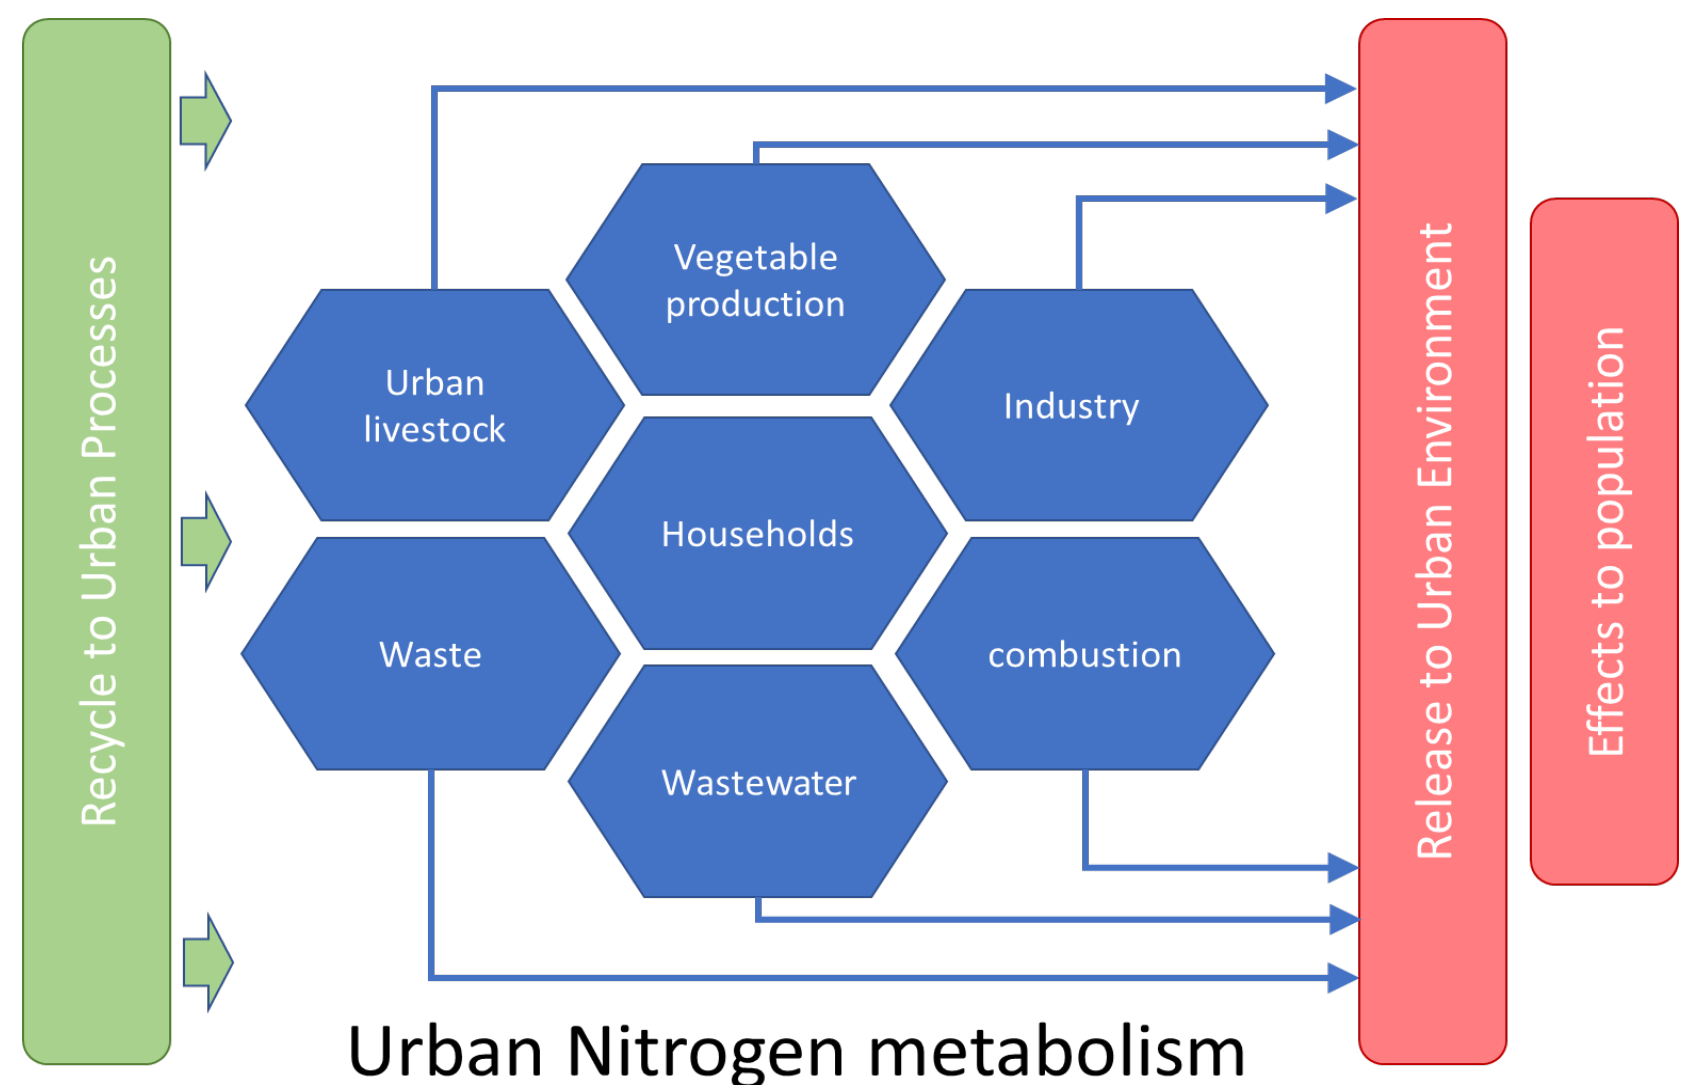 Recycle to Urban Processes
Vegetable
production
Urban
livestock
Industry
Households
Waste
combustion
Wastewater
Release to Urban Environment
Effects to population
Urban Nitrogen metabolism